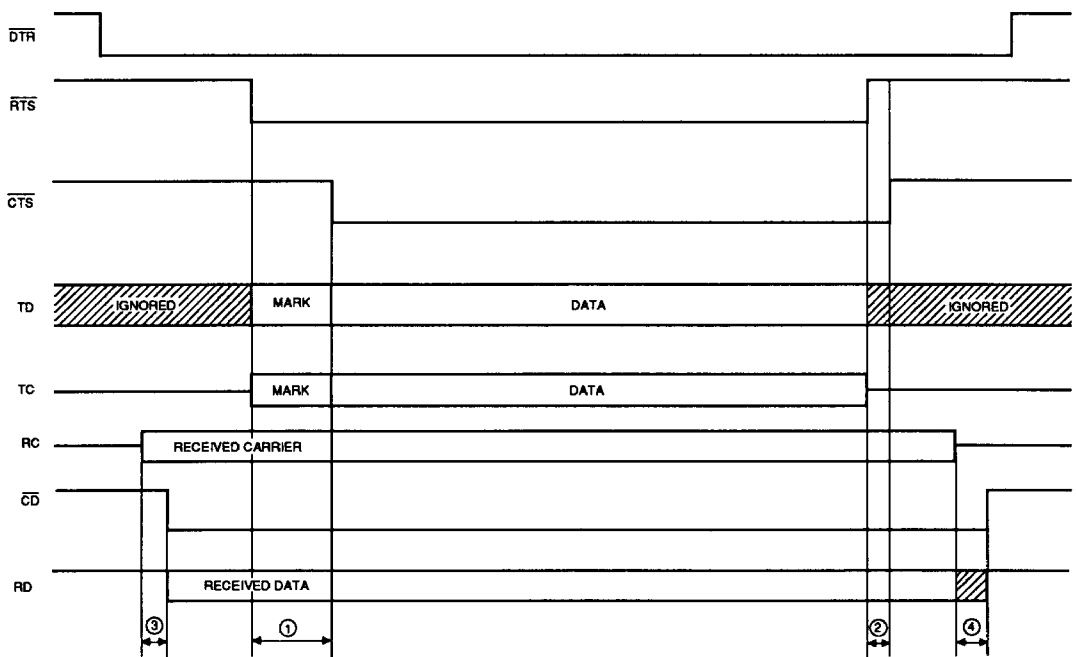 DTR
RTS
CTS
TD IGNORED MARK DATA IGNORED
TC MARK DATA
RC RECEIVED CARRIER
CD
RD RECEIVED DATA
③ ① ② ④